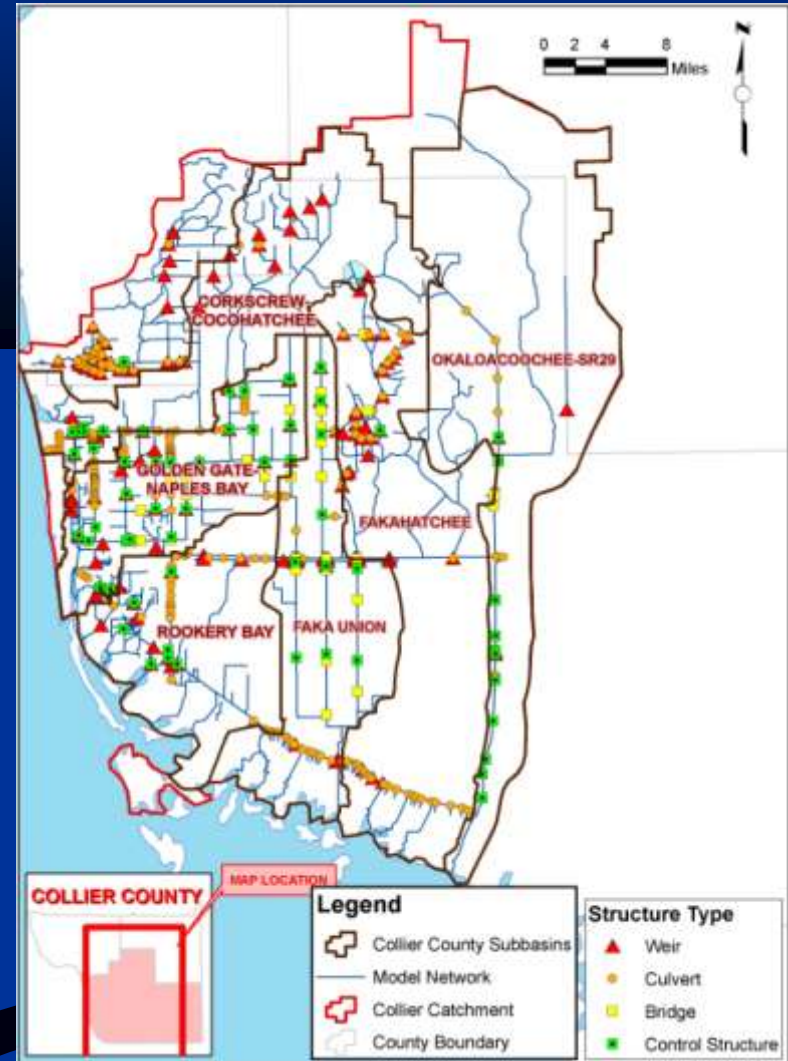 0 2 4 8
Miles
N
CORKSCREW-
COCOHATCHEE
OKALOACOOCHEE-SR29
GOLDEN GATE-
NAPLES BAY
FAKAHATCHEE
ROOKERY BAY
FAKA UNION
MAP LOCATION
COLLIER COUNTY
Legend
Collier County Subbasins
Model Network
Collier Catchment
County Boundary
Structure Type
Weir
Culvert
Bridge
Control Structure